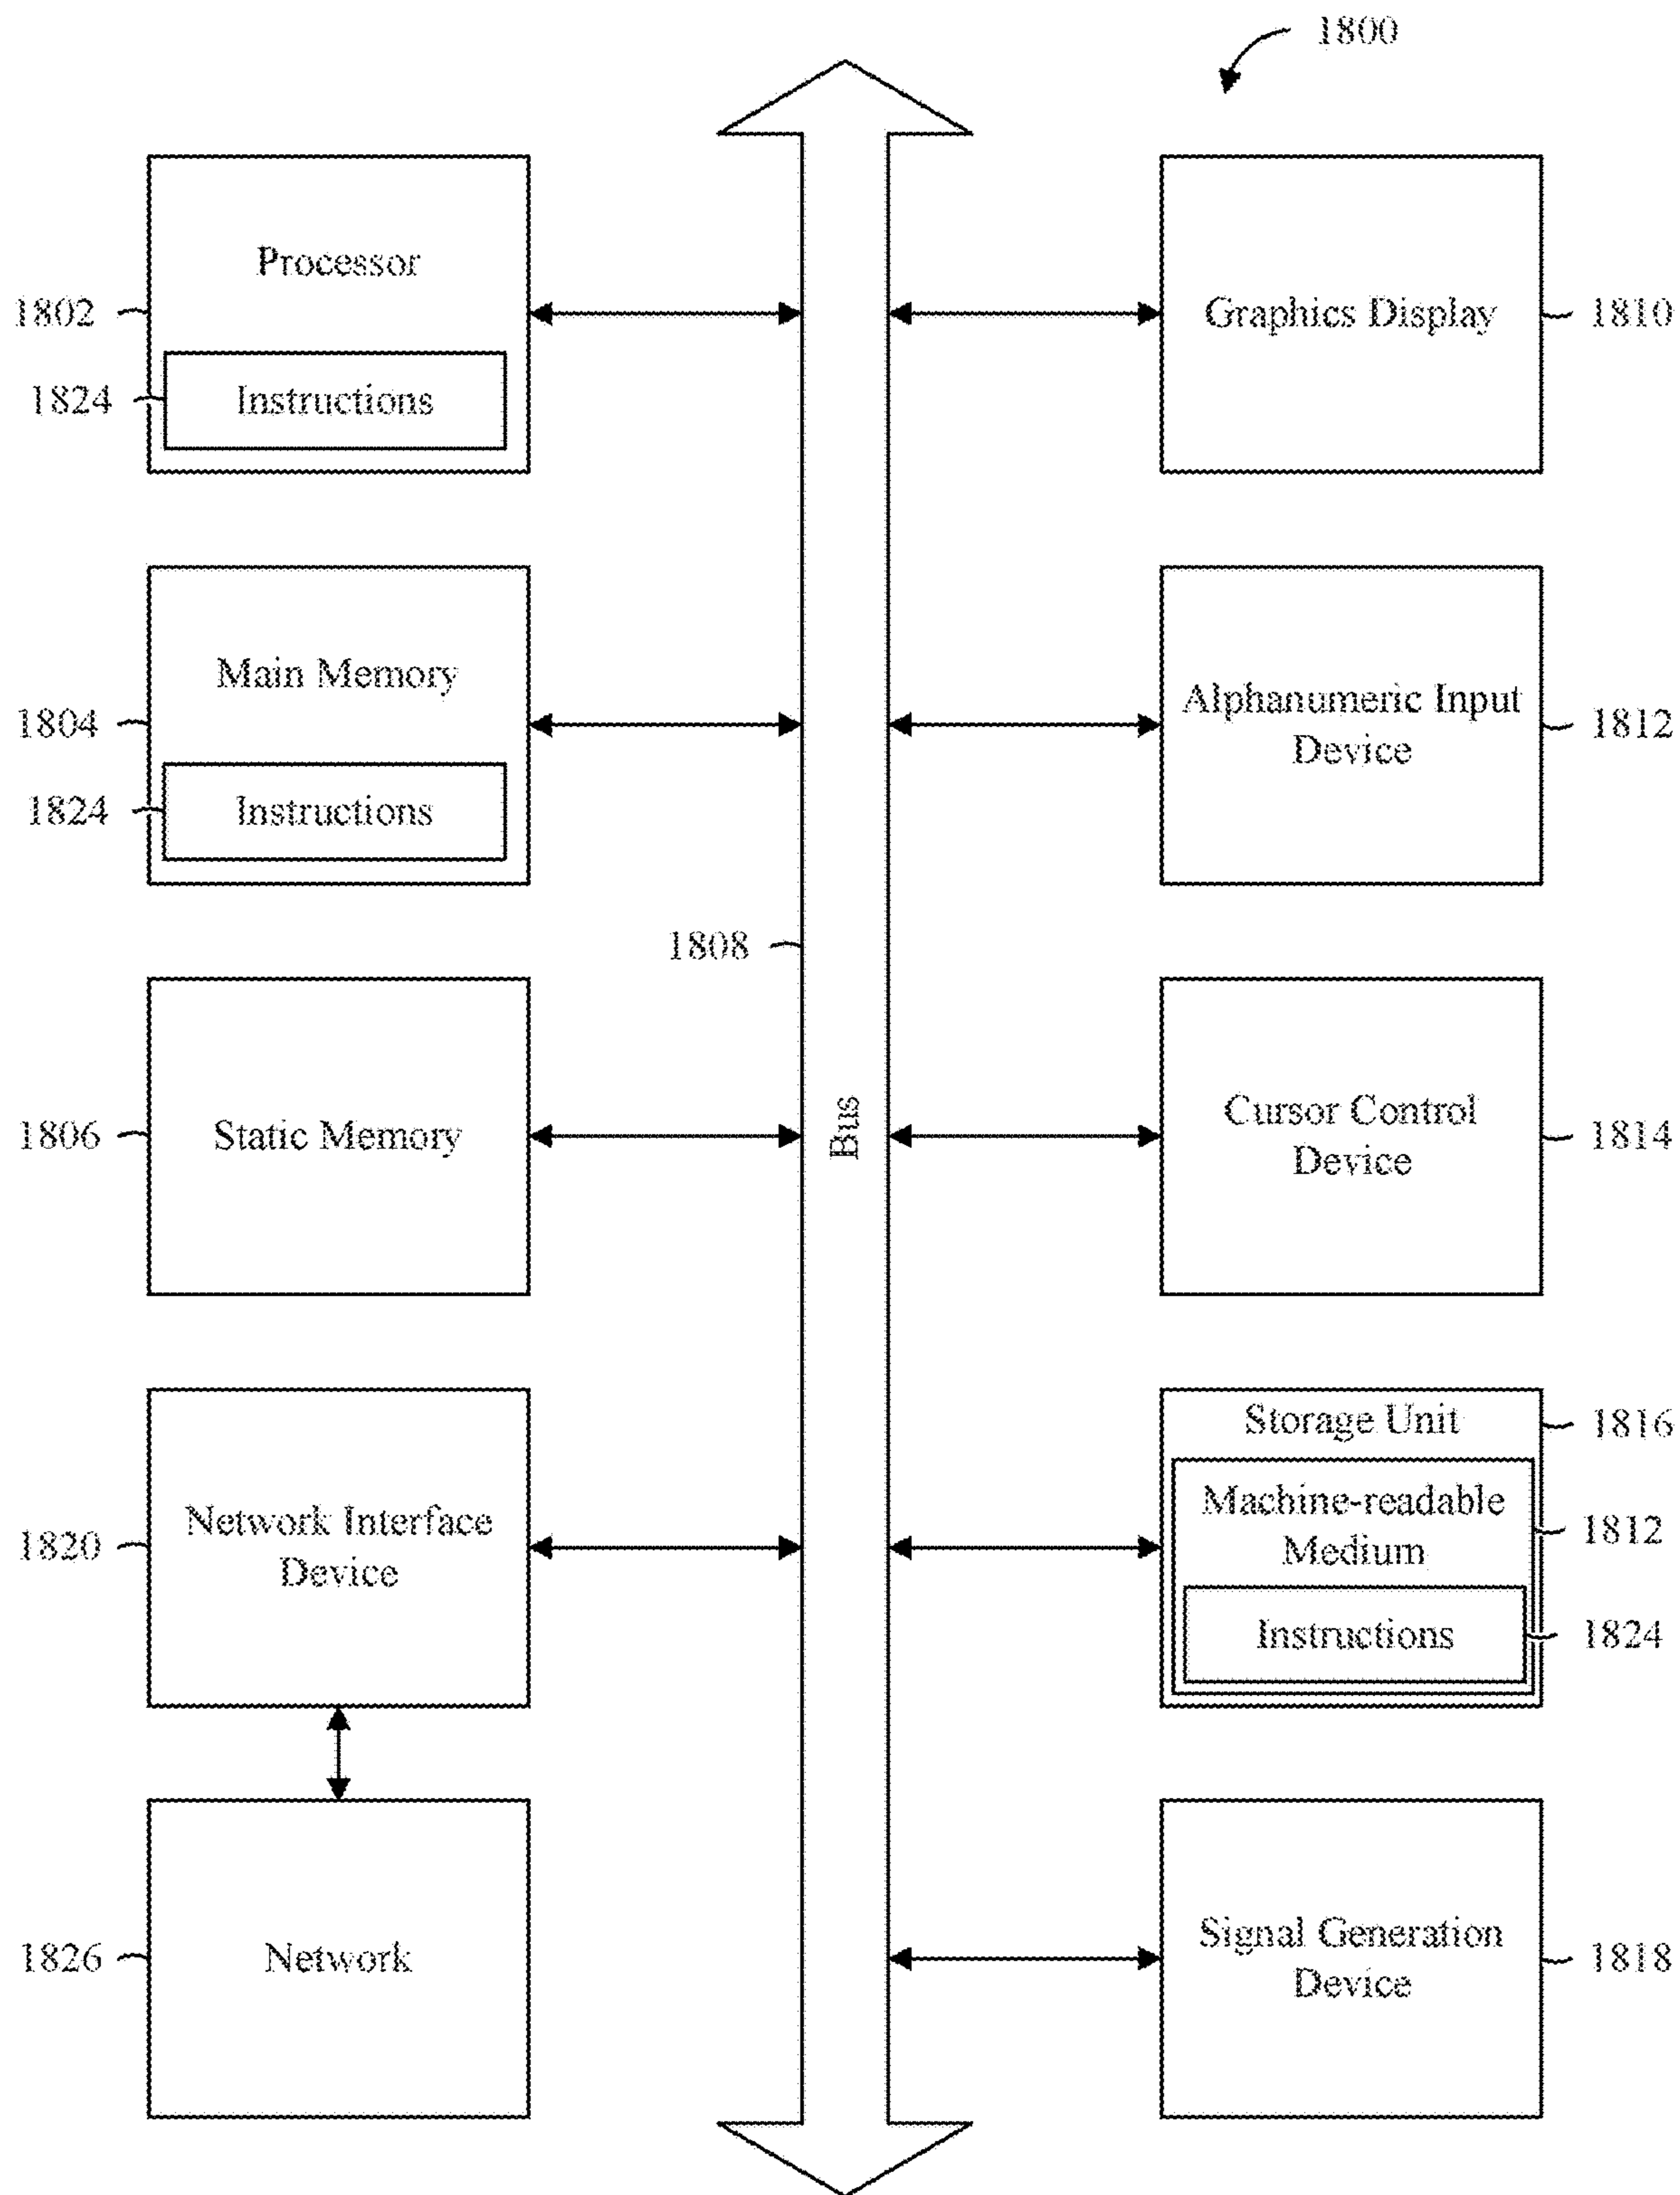 1800
Processor
1802
1824
Instructions
Graphics Display
1810
Main Memory
1804
1824
Instructions
Alphanumeric Input
Device
1812
1808
Bus
Static Memory
1806
Cursor Control
Device
1814
Network Interface
Device
1820
Storage Unit
1816
Machine-readable
Medium
1812
Instructions
1824
Network
1826
Signal Generation
Device
1818